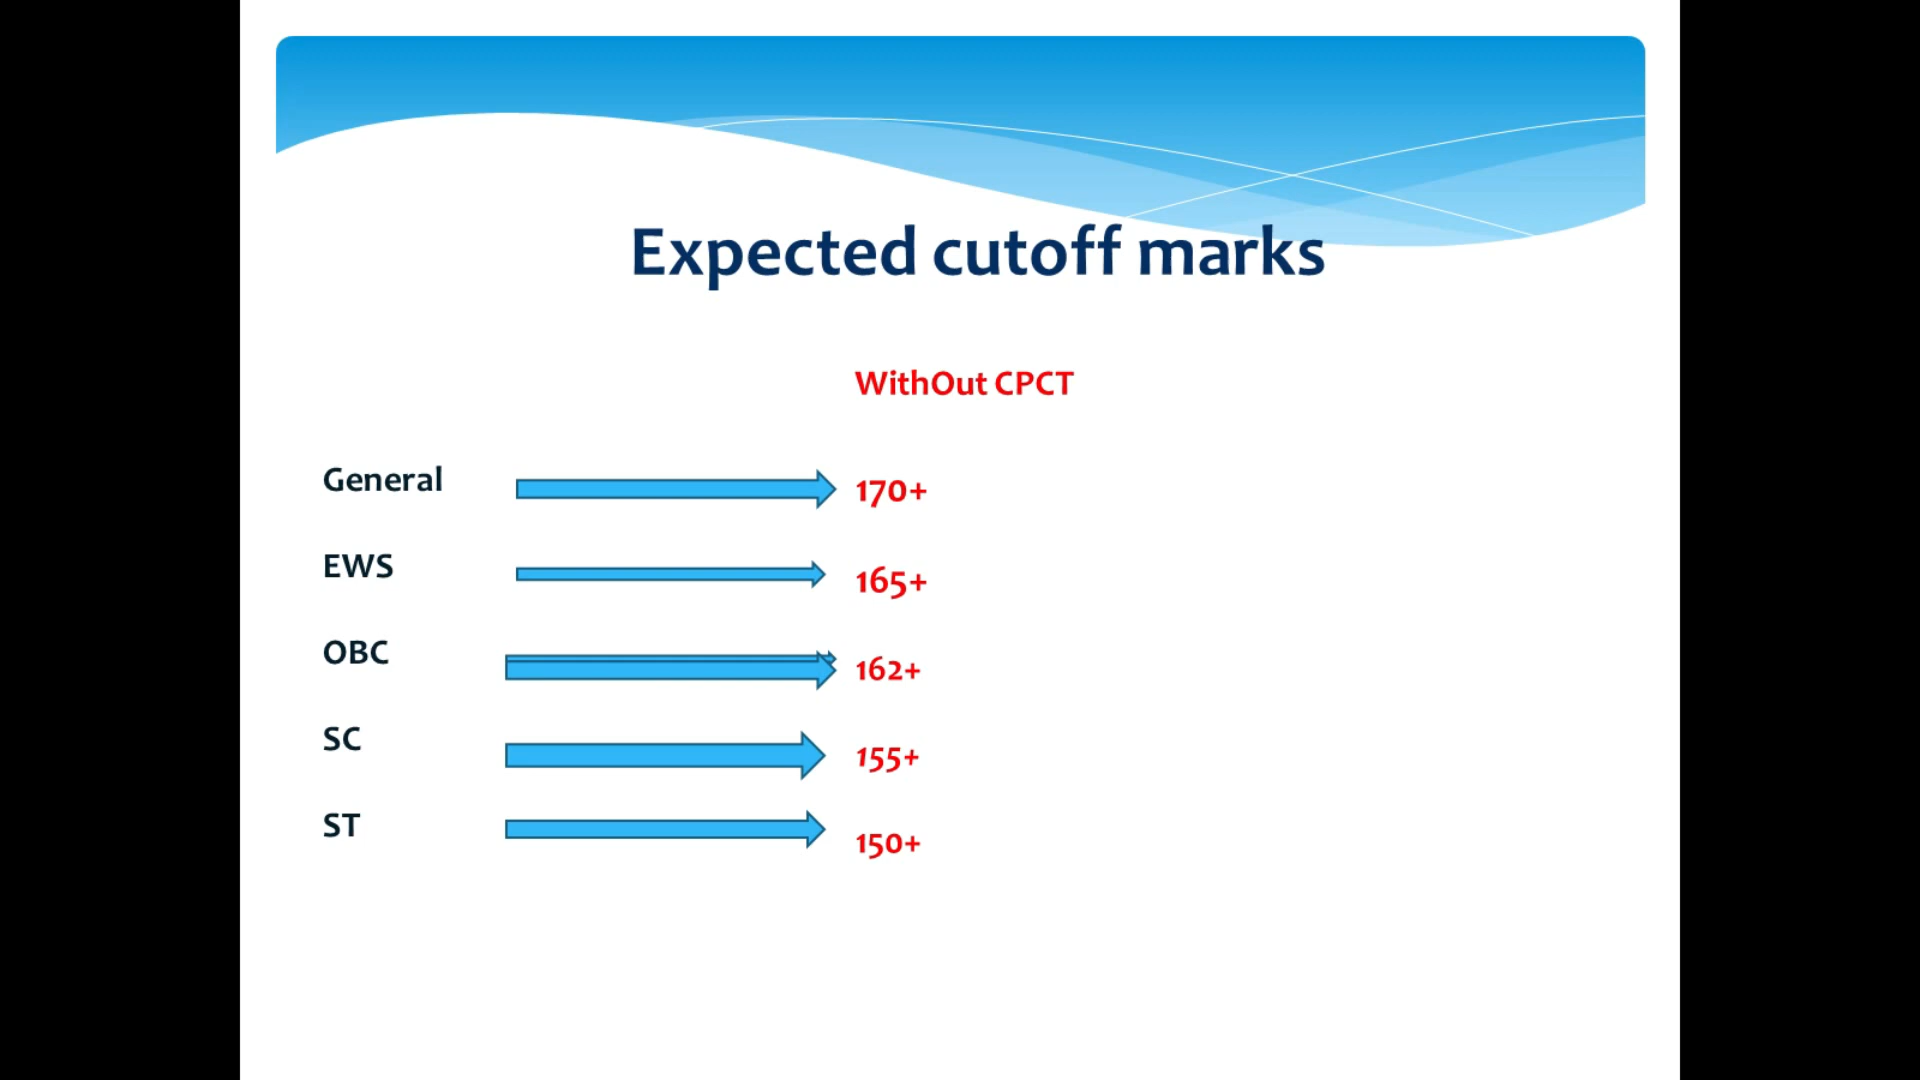 Expected cutoff marks
WithOut CPCT
General 170+
EWS 165+
OBC 162+
SC 155+
ST 150+